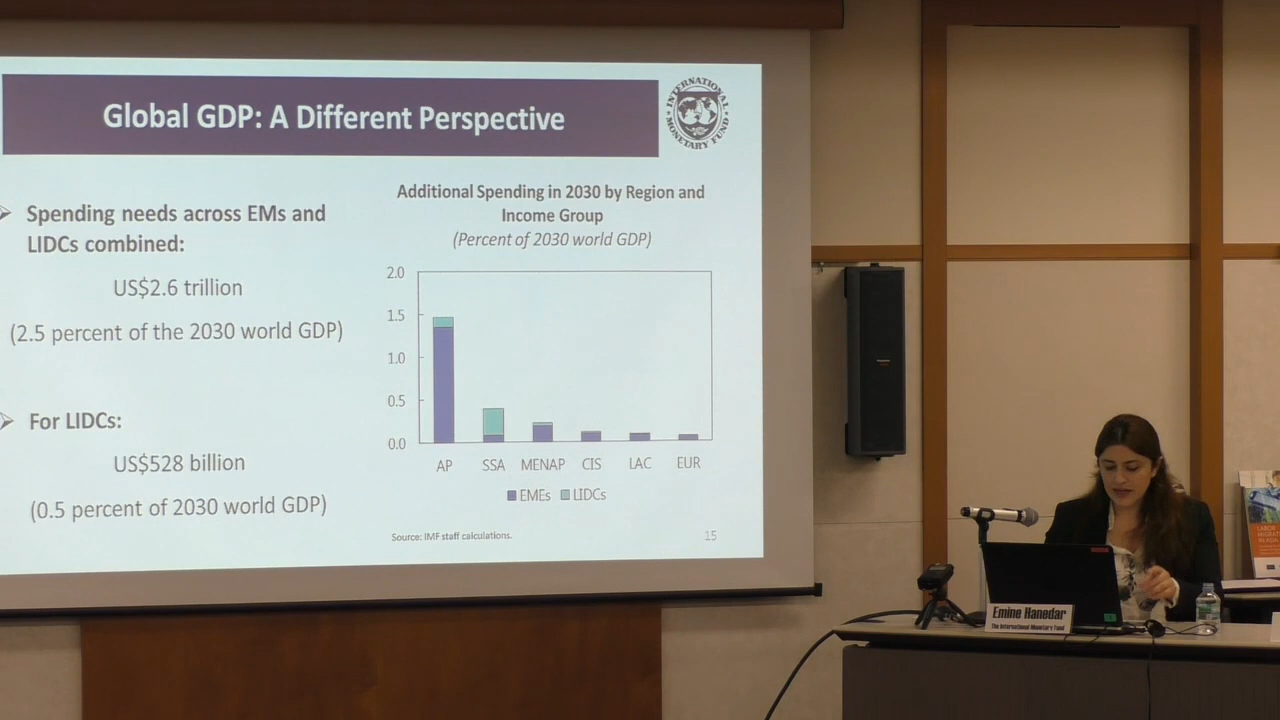 Global GDP: A Different Perspective
INTERNATIONAL MONETARY FUND
Spending needs across EMs and
LIDCs combined:
US$2.6 trillion
(2.5 percent of the 2030 world GDP)
For LIDCs:
US$528 billion
(0.5 percent of 2030 world GDP)
Additional Spending in 2030 by Region and
Income Group
(Percent of 2030 world GDP)
2.0
1.5
1.0
0.5
0.0
AP SSA MENAP CIS LAC EUR
EMEs LIDCs
Source: IMF staff calculations.
15
Emine Hanedar
The International Monetary Fund
LABOR
IN ASIA